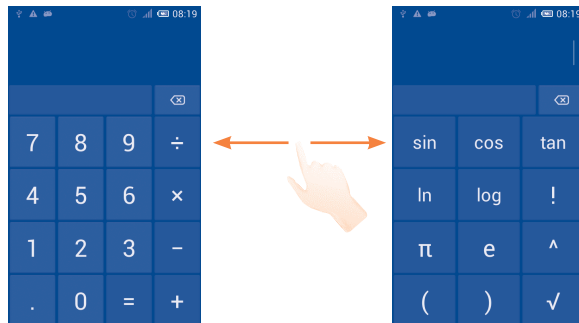 08:19
08:19
7 8 9 ÷
sin cos tan
4 5 6 ×
ln log !
1 2 3 −
π e ^
. 0 = +
( ) √